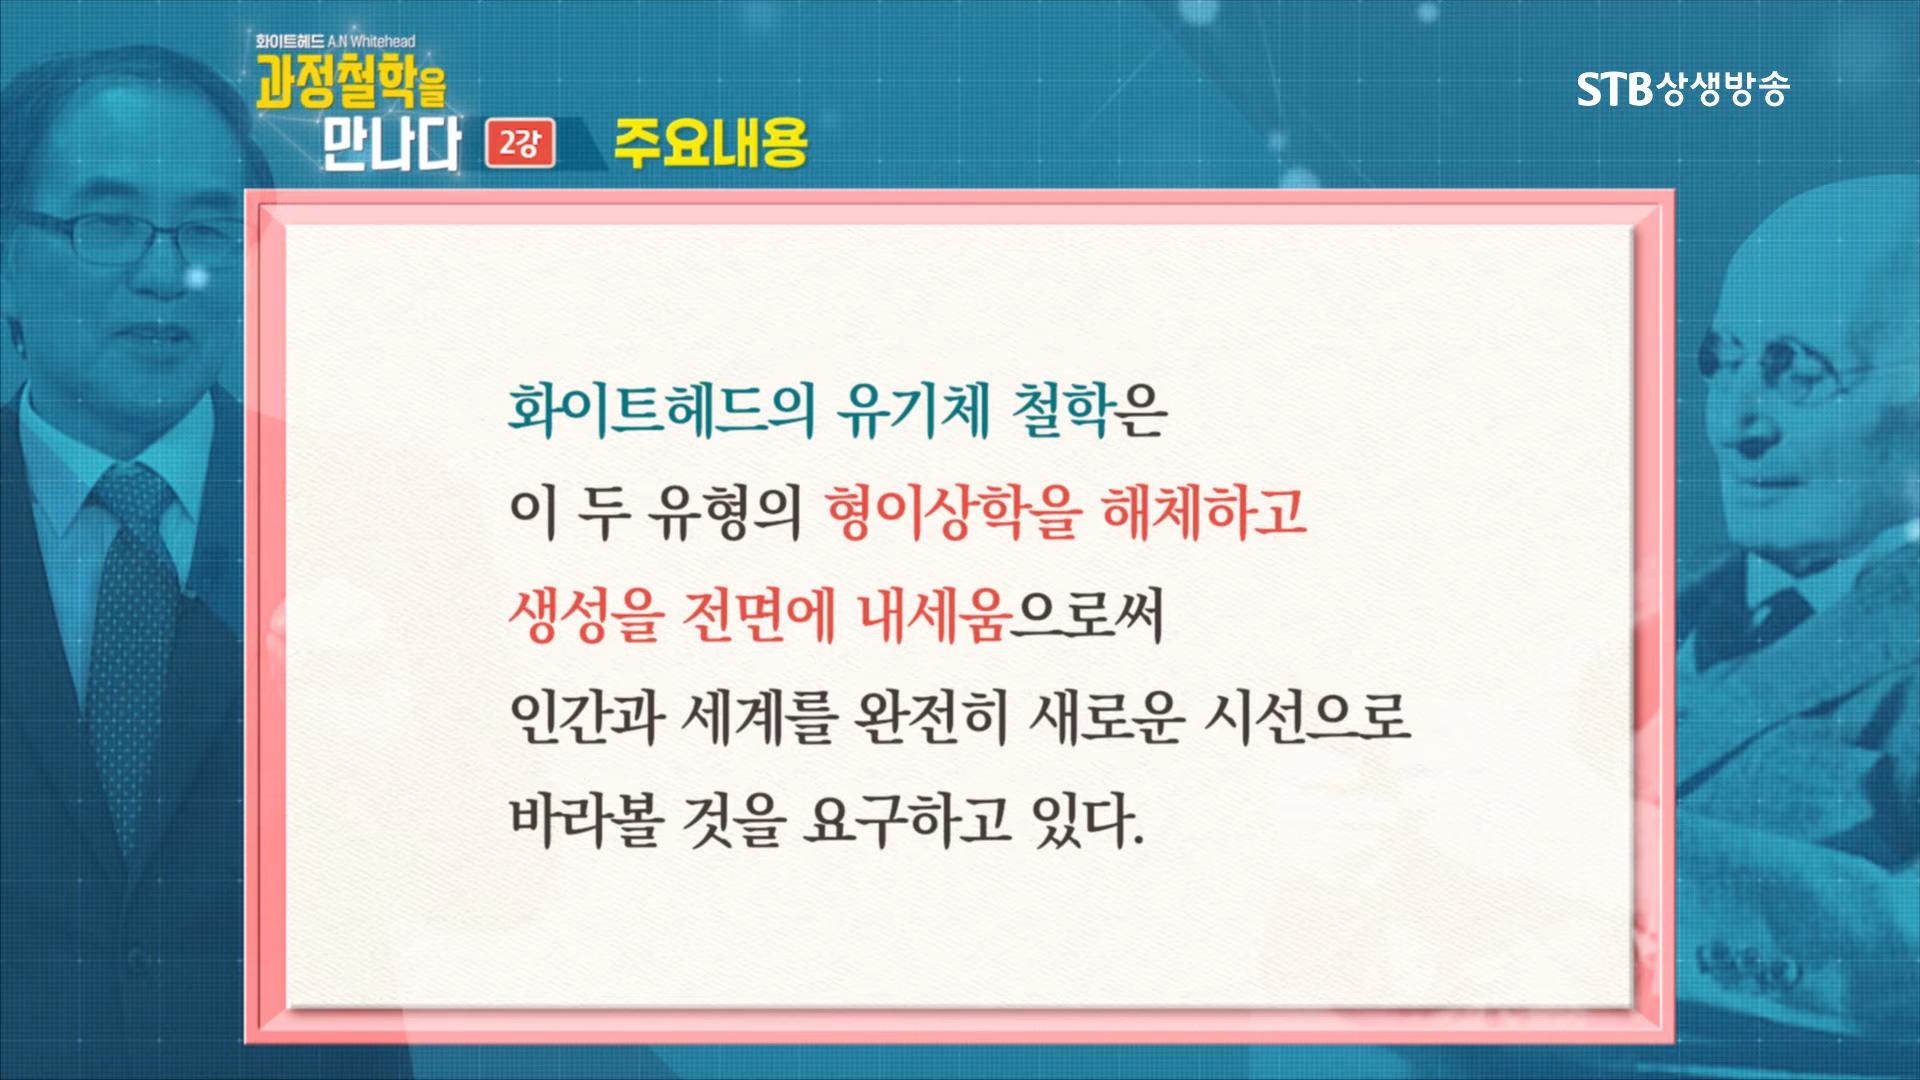 화이트헤드 A.N Whitehead
과정철학을
만나다 2강 주요내용
STB상생방송
화이트헤드의 유기체 철학은
이 두 유형의 형이상학을 해체하고
생성을 전면에 내세움으로써
인간과 세계를 완전히 새로운 시선으로
바라볼 것을 요구하고 있다.